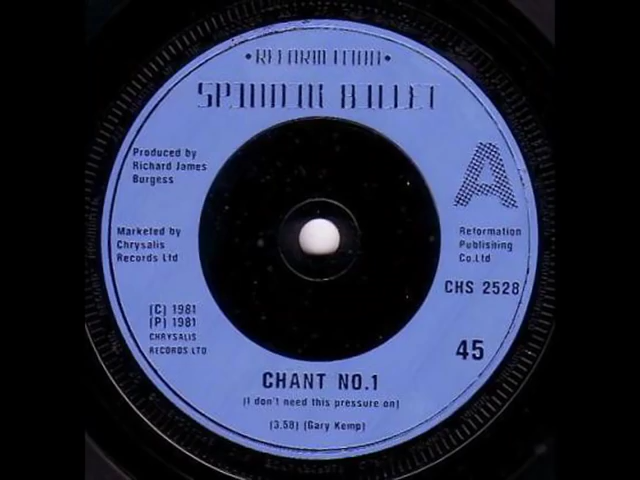 •REFORMATION•
SPANDAU BALLET
Produced by
Richard James
Burgess
A
Marketed by
Chrysalis
Records Ltd
Reformation
Publishing
Co.Ltd
CHS 2528
(C) 1981
(P) 1981
CHRYSALIS
RECORDS LTD
45
CHANT NO.1
(I don't need this pressure on)
(3.58) (Gary Kemp)